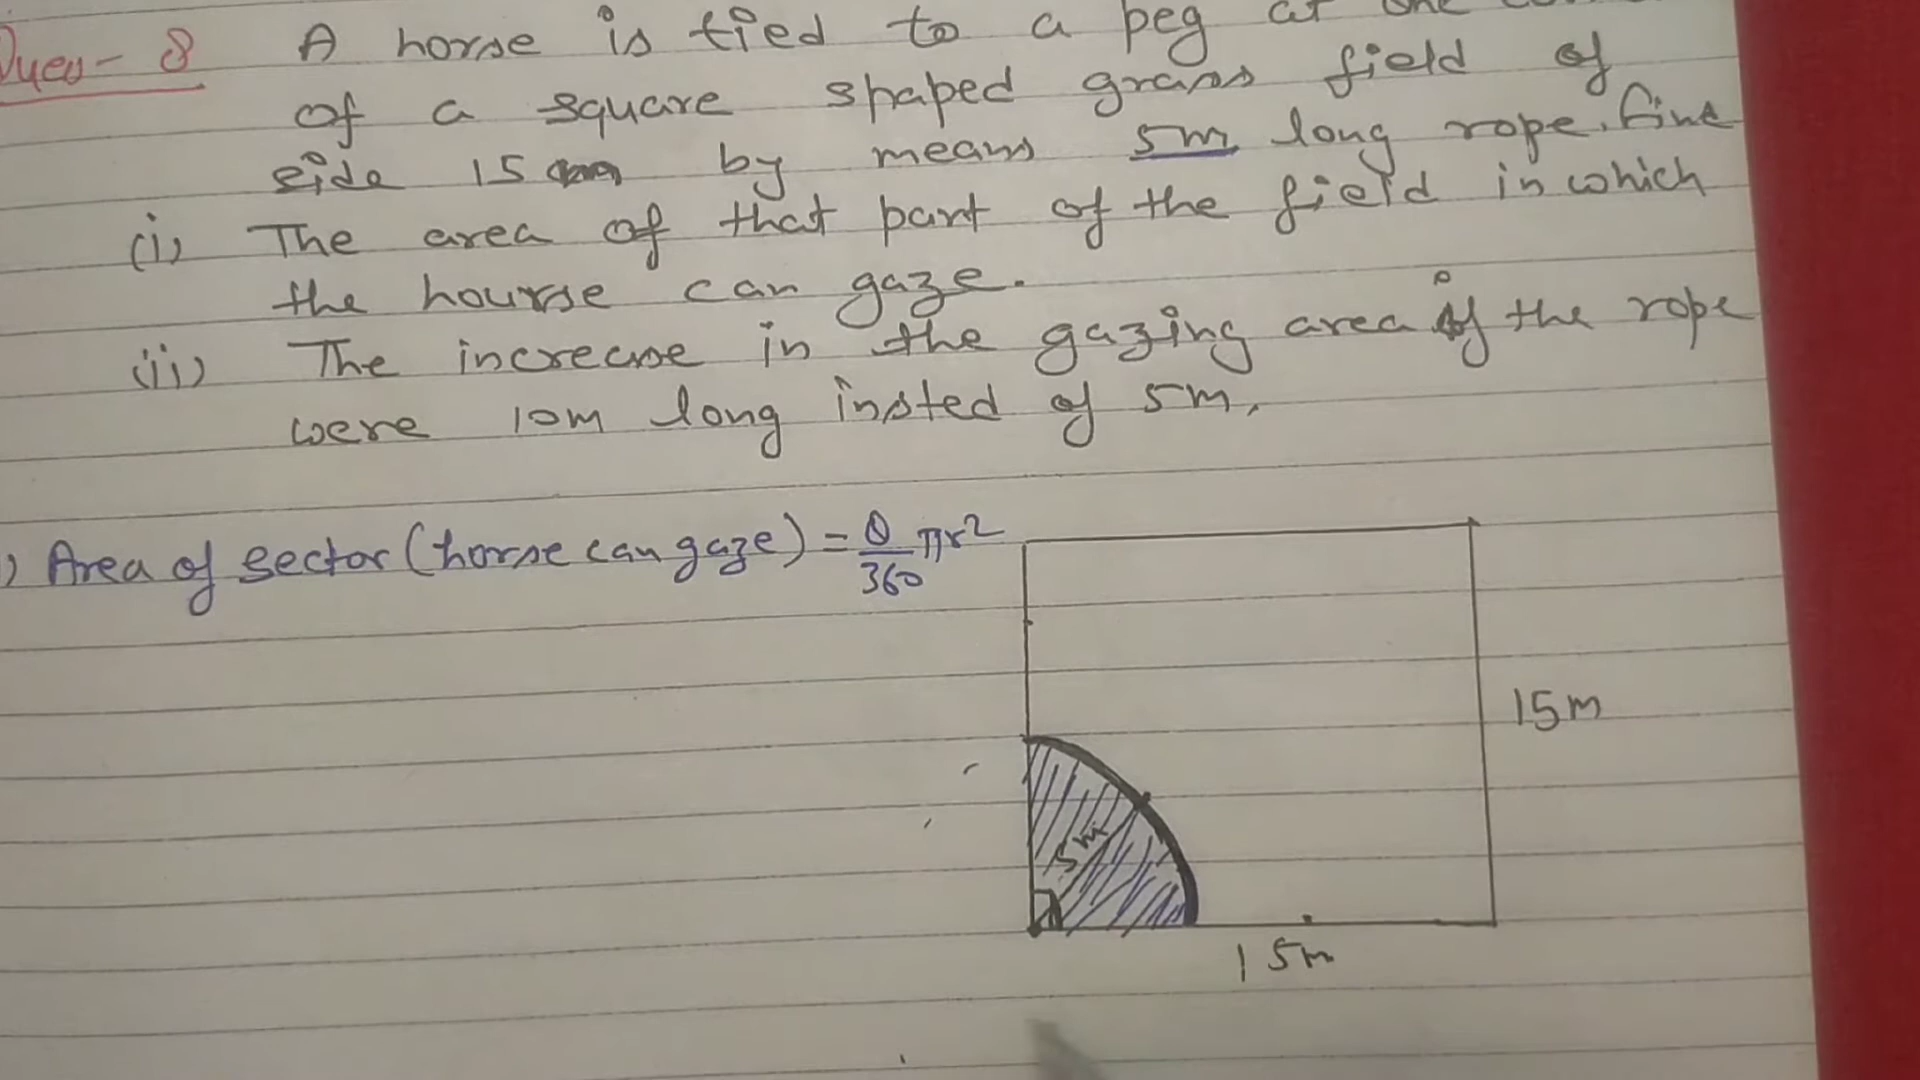 Ques- 8 A horse is tied to a peg at one
of a square shaped grass field of
side 15 m by means 5m long rope. find
(i) The area of that part of the field in which
the hourse can gaze.
(ii) The increase in the gazing area if the rope
were 10m long insted of 5m.
) Area of sector (horse can gaze) = θ/360 πr²
15m
5m
15m